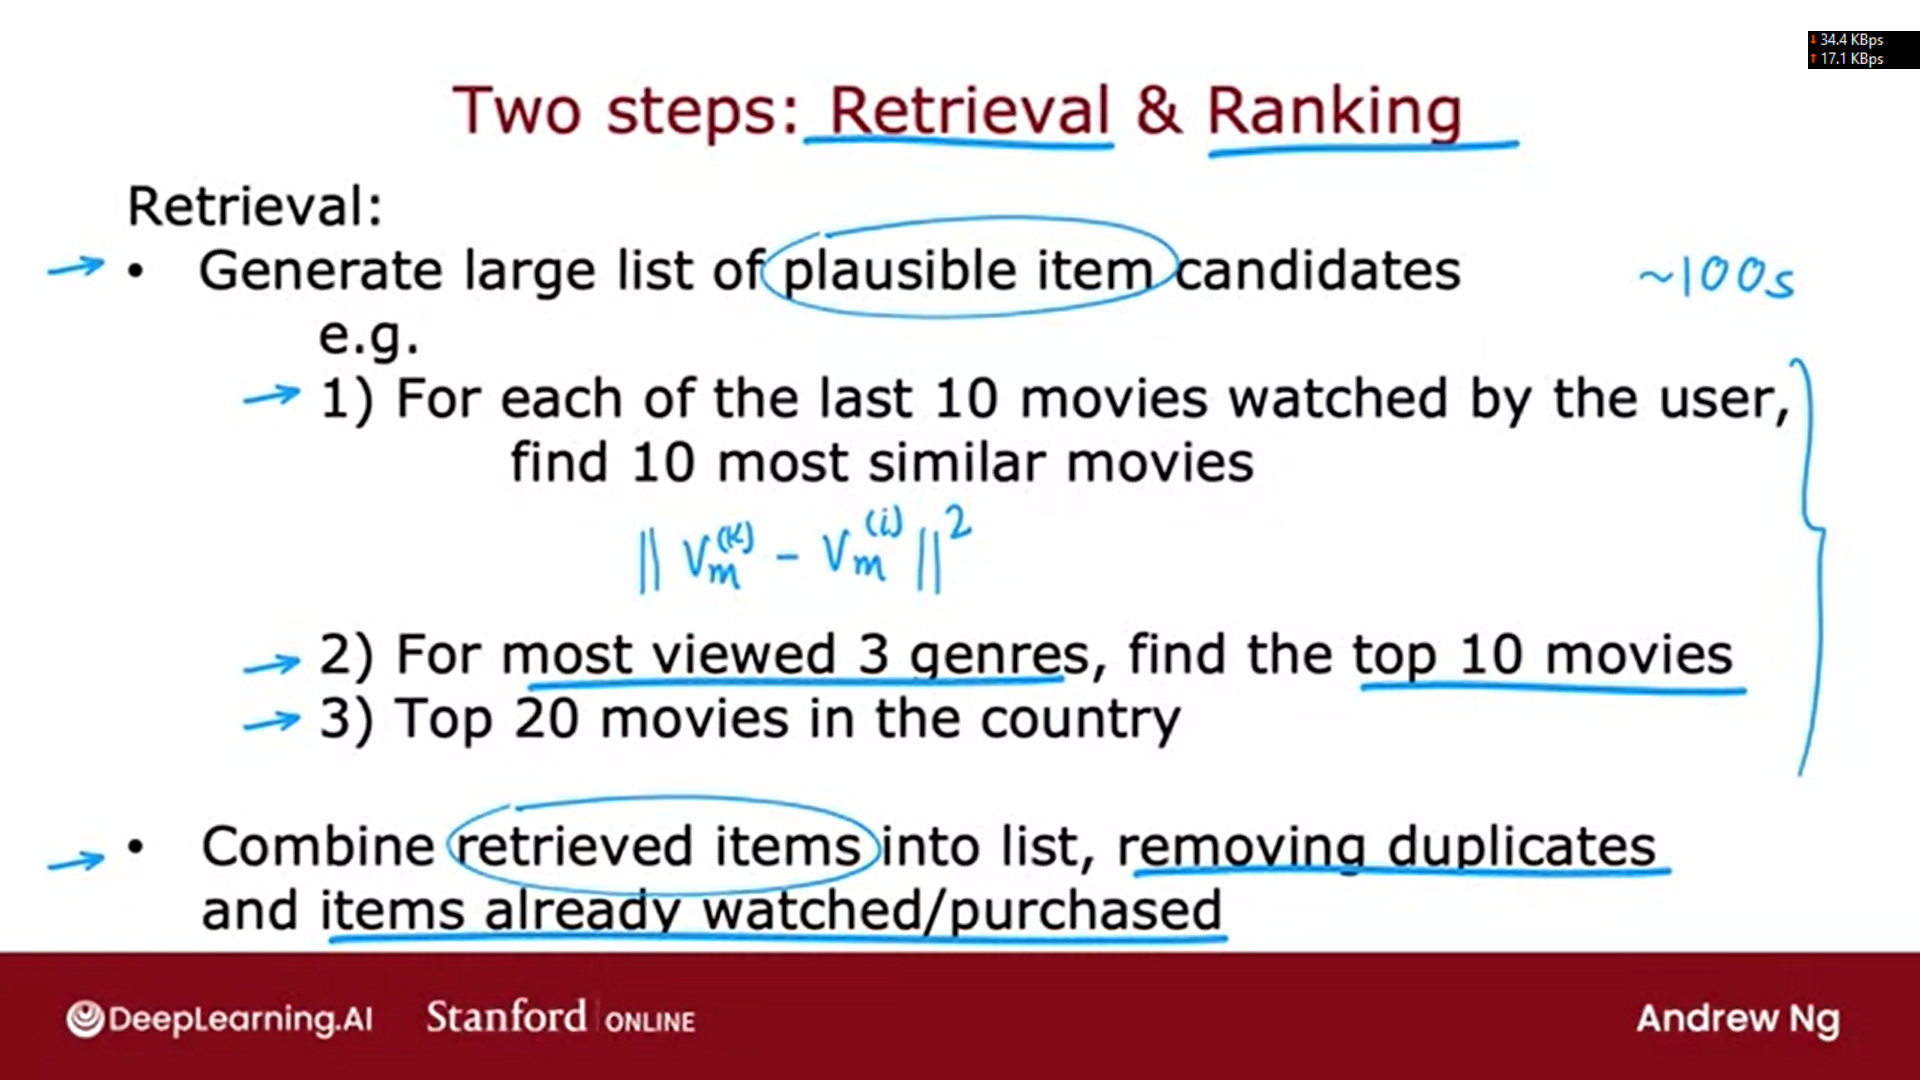 ↓ 34.4 KBps
↑ 17.1 KBps
Two steps: Retrieval & Ranking
Retrieval:
→ • Generate large list of plausible item candidates ~100s
e.g.
→ 1) For each of the last 10 movies watched by the user,
find 10 most similar movies
|| Vm^(k) - Vm^(i) ||^2
→ 2) For most viewed 3 genres, find the top 10 movies
→ 3) Top 20 movies in the country
→ • Combine retrieved items into list, removing duplicates
and items already watched/purchased
DeepLearning.AI Stanford | ONLINE Andrew Ng